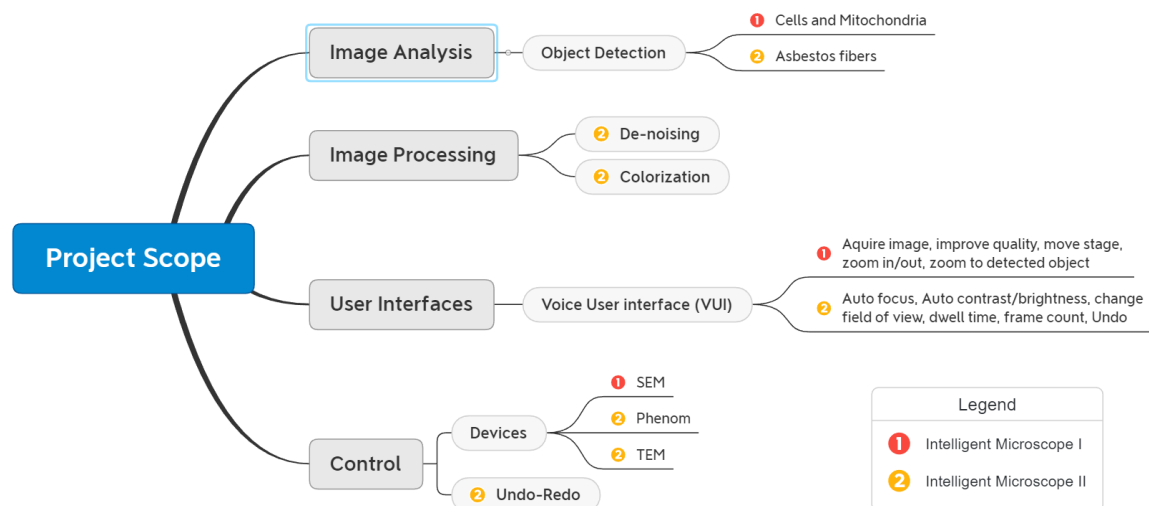 Project Scope
Image Analysis
Object Detection
1 Cells and Mitochondria
2 Asbestos fibers
Image Processing
2 De-noising
2 Colorization
User Interfaces
Voice User interface (VUI)
1 Aquire image, improve quality, move stage,
zoom in/out, zoom to detected object
2 Auto focus, Auto contrast/brightness, change
field of view, dwell time, frame count, Undo
Control
Devices
1 SEM
2 Phenom
2 TEM
2 Undo-Redo
Legend
1 Intelligent Microscope I
2 Intelligent Microscope II